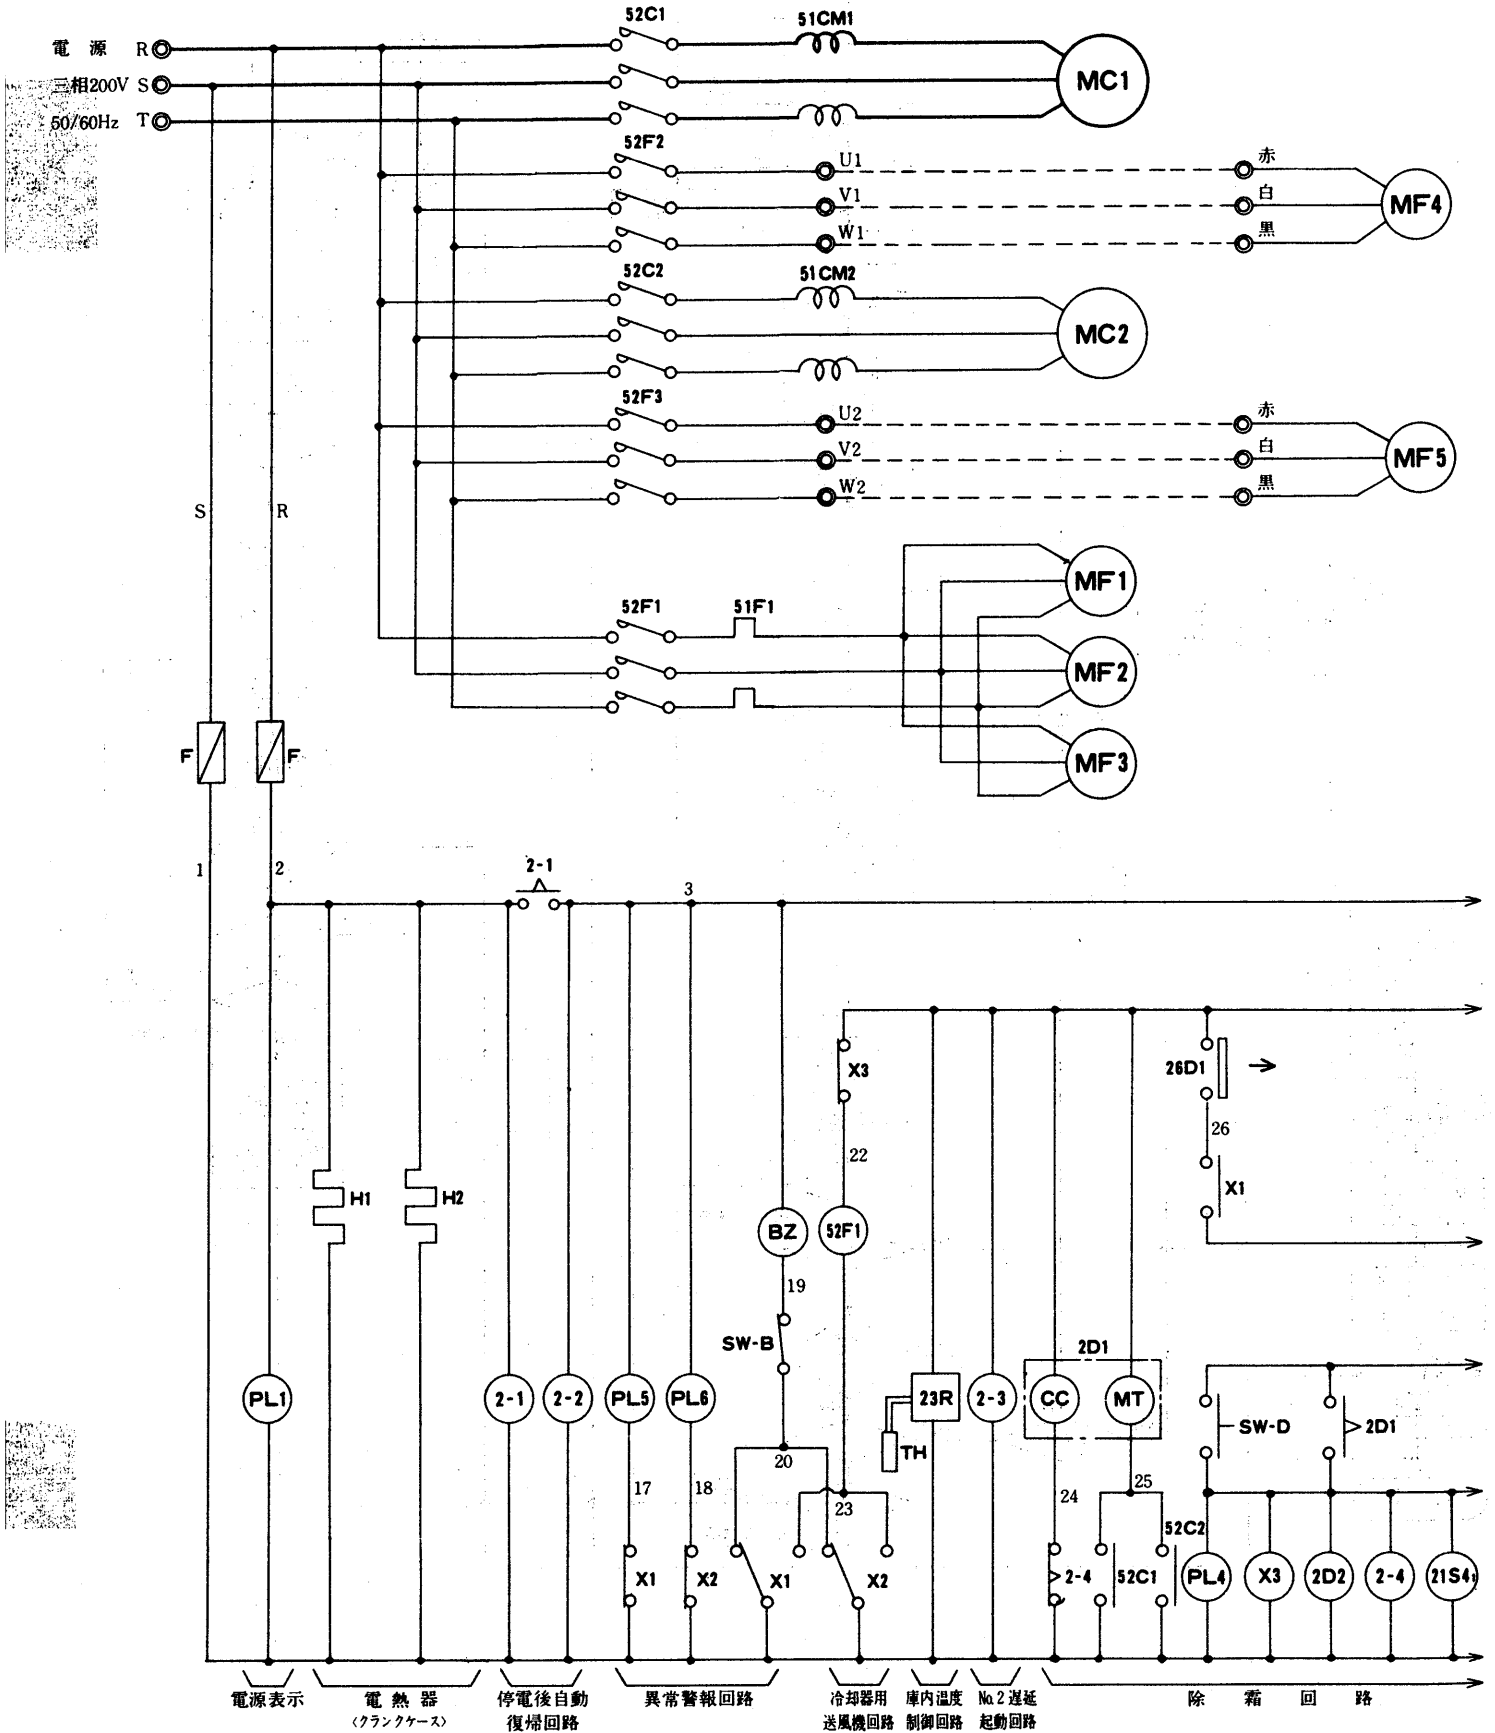 52C1
51CM1
電 源 R
MC1
三相200V S
50/60Hz T
52F2
U1
赤
V1
白
MF4
W1
黒
52C2
51CM2
MC2
52F3
U2
赤
V2
白
MF5
W2
黒
S
R
MF1
52F1
51F1
MF2
F
F
MF3
1
2
2-1
3
X3
26D1
26
22
H1
H2
X1
BZ
52F1
19
SW-B
2D1
PL1
2-1
2-2
PL5
PL6
23R
2-3
CC
MT
SW-D
2D1
TH
20
17
18
23
24
25
52C2
X1
X2
X1
X2
2-4
52C1
PL4
X3
2D2
2-4
21S41
電源表示
電 熱 器
停電後自動
異常警報回路
冷却器用
庫内温度
No.2 遅延
除 霜 回 路
〈クランクケース〉
復帰回路
送風機回路
制御回路
起動回路